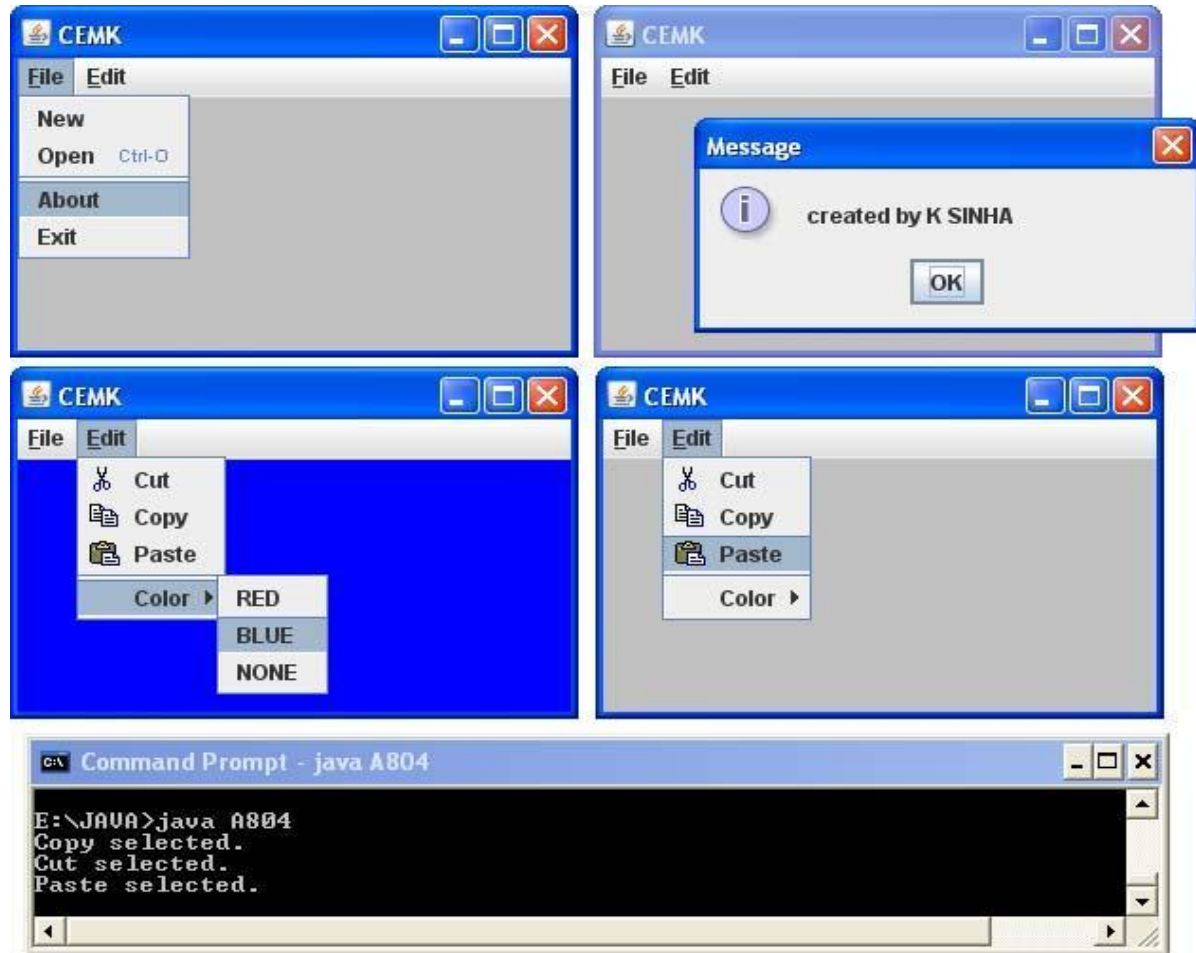 CEMK
File Edit
New
Open Ctrl-O
About
Exit
CEMK
File Edit
Message
i
created by K SINHA
OK
CEMK
File Edit
Cut
Copy
Paste
Color
RED
BLUE
NONE
CEMK
File Edit
Cut
Copy
Paste
Color
C:\ Command Prompt - java A804
E:\JAVA>java A804
Copy selected.
Cut selected.
Paste selected.